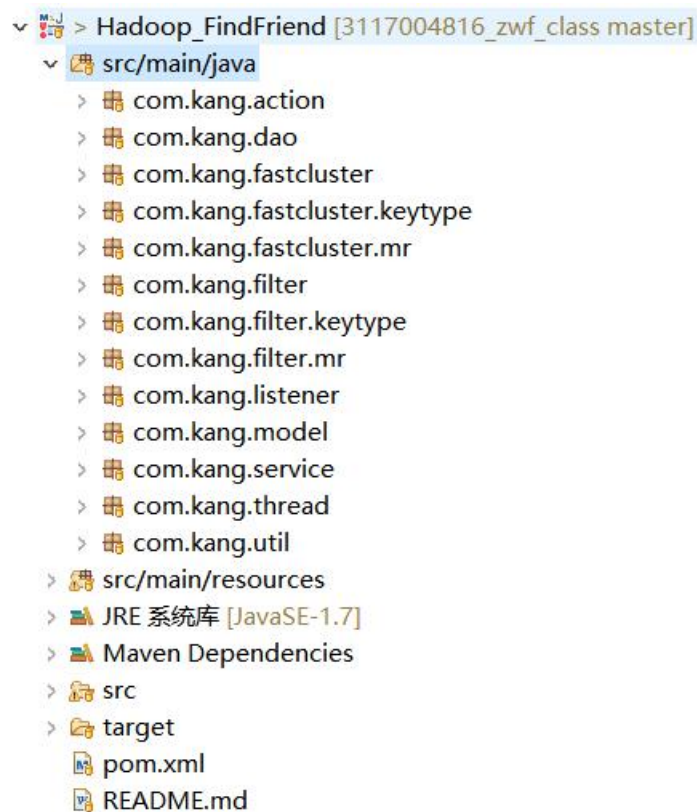 > Hadoop_FindFriend [3117004816_zwf_class master]
src/main/java
com.kang.action
com.kang.dao
com.kang.fastcluster
com.kang.fastcluster.keytype
com.kang.fastcluster.mr
com.kang.filter
com.kang.filter.keytype
com.kang.filter.mr
com.kang.listener
com.kang.model
com.kang.service
com.kang.thread
com.kang.util
src/main/resources
JRE 系统库 [JavaSE-1.7]
Maven Dependencies
src
target
pom.xml
README.md